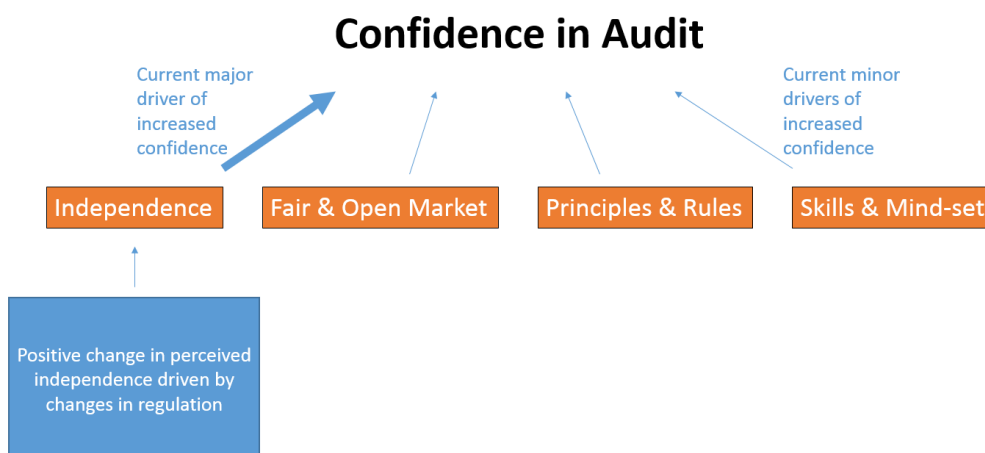 Confidence in Audit
Current major
driver of
increased
confidence
Current minor
drivers of
increased
confidence
Independence
Fair & Open Market
Principles & Rules
Skills & Mind-set
Positive change in perceived
independence driven by
changes in regulation